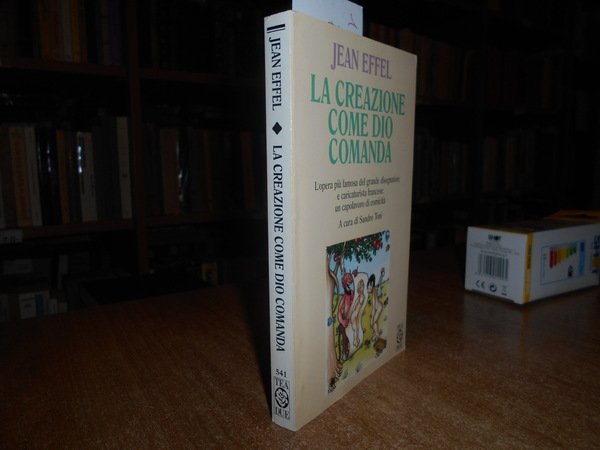 JEAN EFFEL
LA CREAZIONE
COME DIO
COMANDA
L'opera più famosa del grande disegnatore
e caricaturista francese:
un capolavoro di comicità
A cura di Sandro Toni
JEAN EFFEL ◆ LA CREAZIONE COME DIO COMANDA
541
TEA
DUE